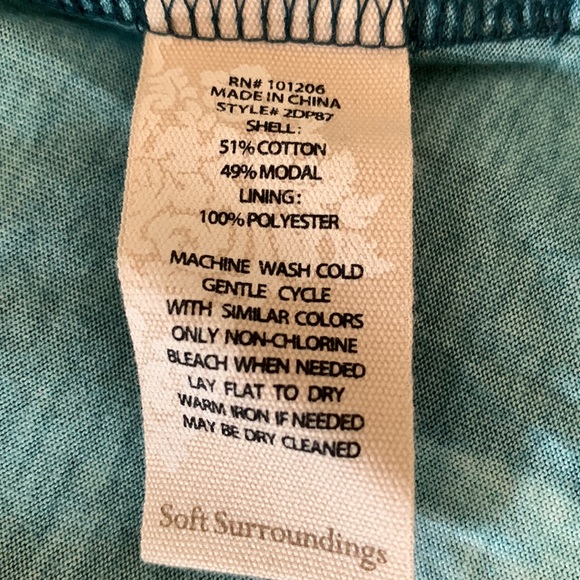 RN# 101206
MADE IN CHINA
STYLE# 2DP87
SHELL:
51% COTTON
49% MODAL
LINING:
100% POLYESTER
MACHINE WASH COLD
GENTLE CYCLE
WITH SIMILAR COLORS
ONLY NON-CHLORINE
BLEACH WHEN NEEDED
LAY FLAT TO DRY
WARM IRON IF NEEDED
MAY BE DRY CLEANED
Soft Surroundings